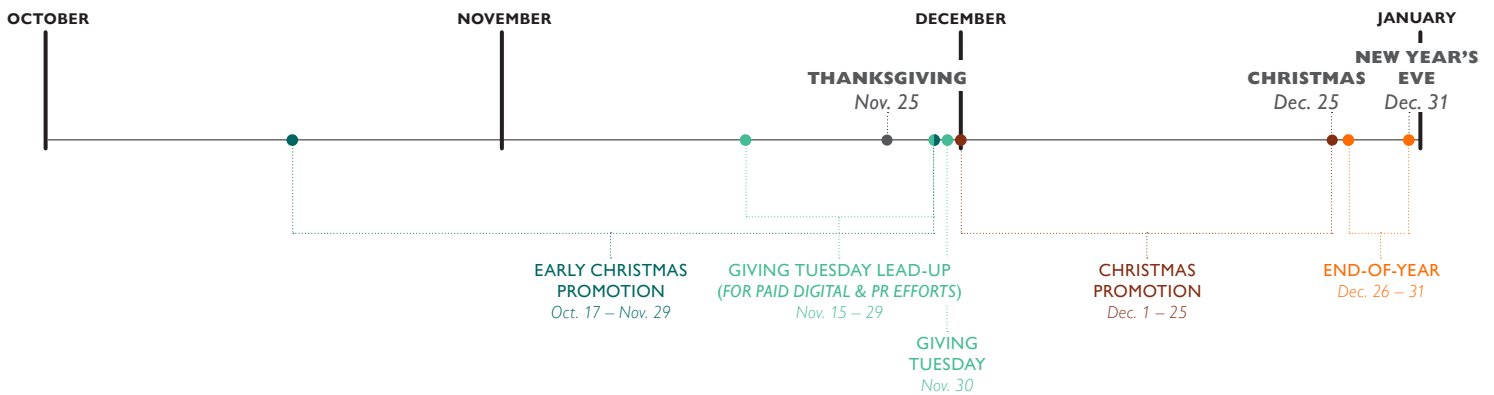 OCTOBER
NOVEMBER
DECEMBER
JANUARY
THANKSGIVING
Nov. 25
CHRISTMAS
Dec. 25
NEW YEAR'S
EVE
Dec. 31
EARLY CHRISTMAS
PROMOTION
Oct. 17 – Nov. 29
GIVING TUESDAY LEAD-UP
(FOR PAID DIGITAL & PR EFFORTS)
Nov. 15 – 29
GIVING
TUESDAY
Nov. 30
CHRISTMAS
PROMOTION
Dec. 1 – 25
END-OF-YEAR
Dec. 26 – 31